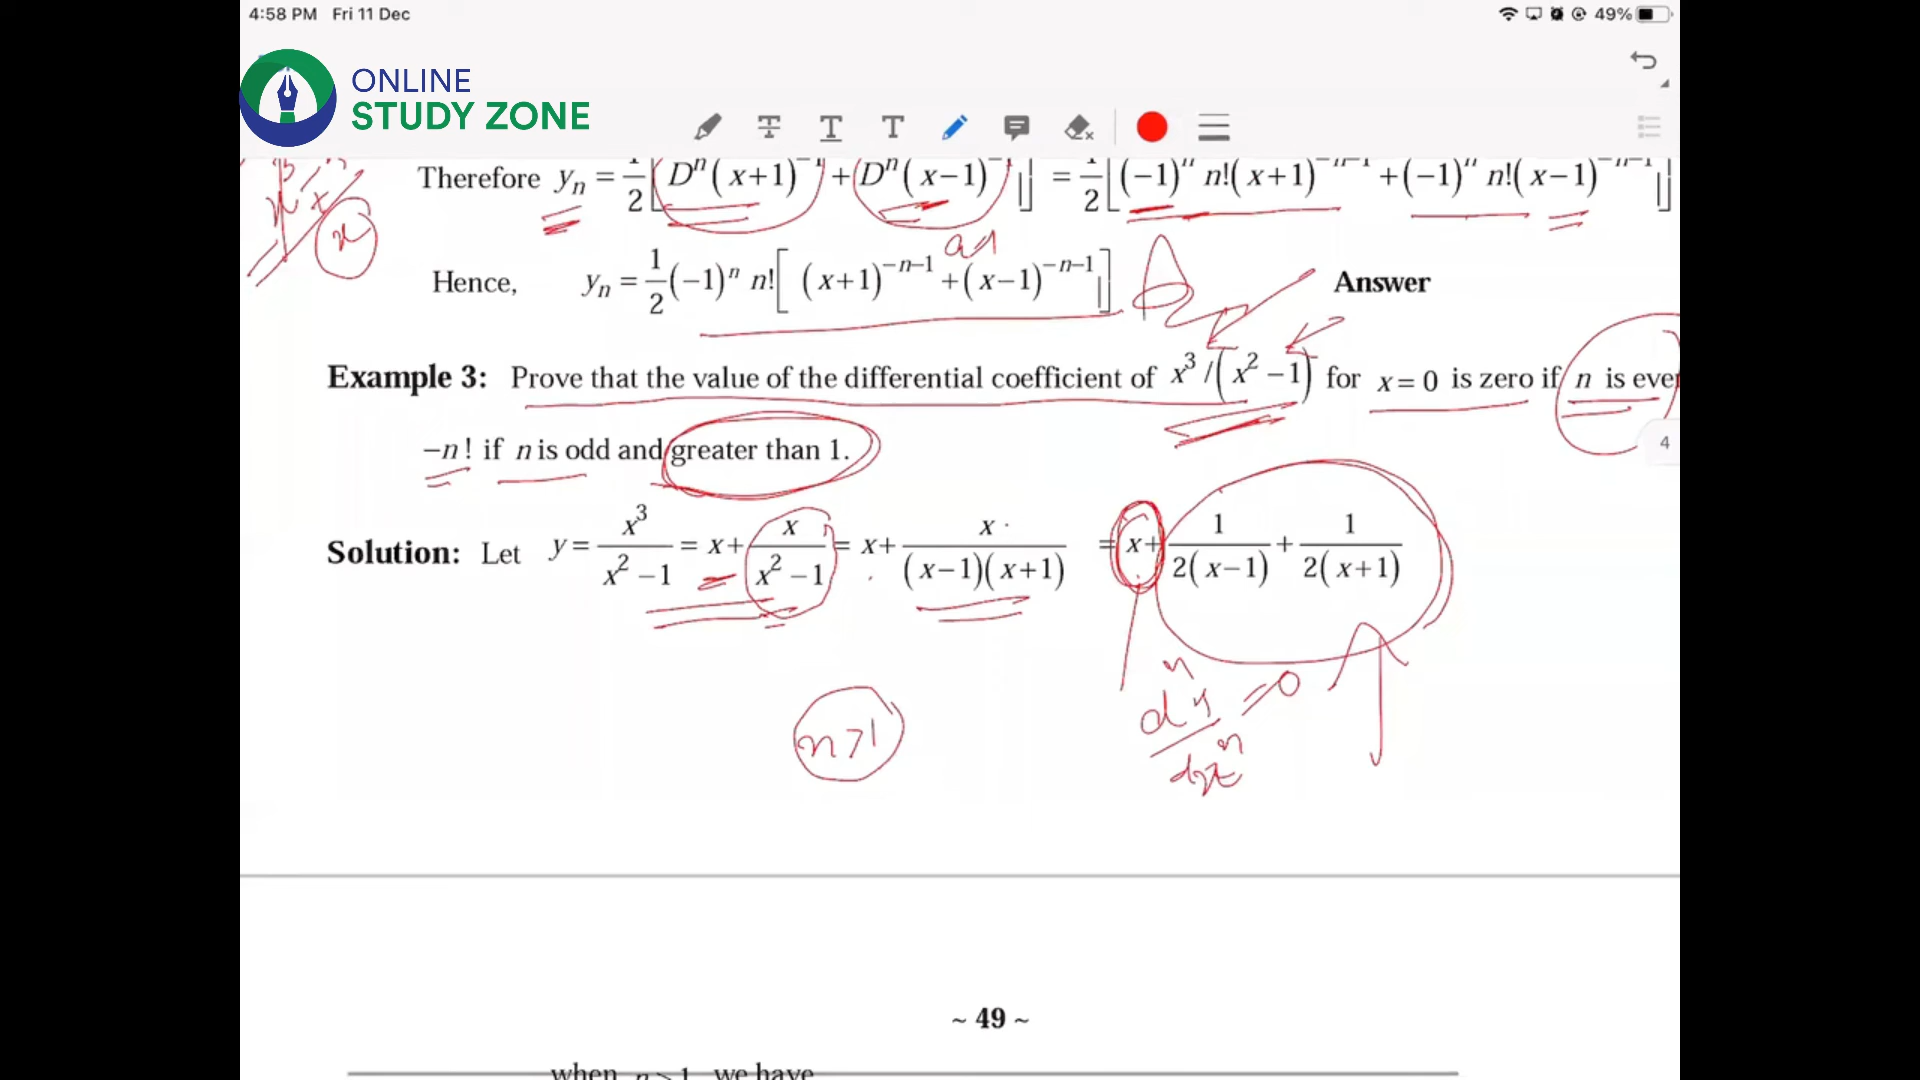 4:58 PM Fri 11 Dec 49%
ONLINE
STUDY ZONE
Therefore yₙ = 1/2 [Dⁿ(x+1)⁻¹ + Dⁿ(x−1)⁻¹] = 1/2 [(−1)ⁿ n!(x+1)⁻ⁿ⁻¹ + (−1)ⁿ n!(x−1)⁻ⁿ⁻¹]
x
Hence, yₙ = 1/2 (−1)ⁿ n! [(x+1)⁻ⁿ⁻¹ + (x−1)⁻ⁿ⁻¹] Answer
Example 3: Prove that the value of the differential coefficient of x³/(x²−1) for x=0 is zero if n is eve
4
−n! if n is odd and greater than 1.
Solution: Let y = x³/(x²−1) = x + x/(x²−1) = x + x/((x−1)(x+1)) = x + 1/(2(x−1)) + 1/(2(x+1))
n>1
dⁿy/dxⁿ = 0
~ 49 ~
when n > 1, we have